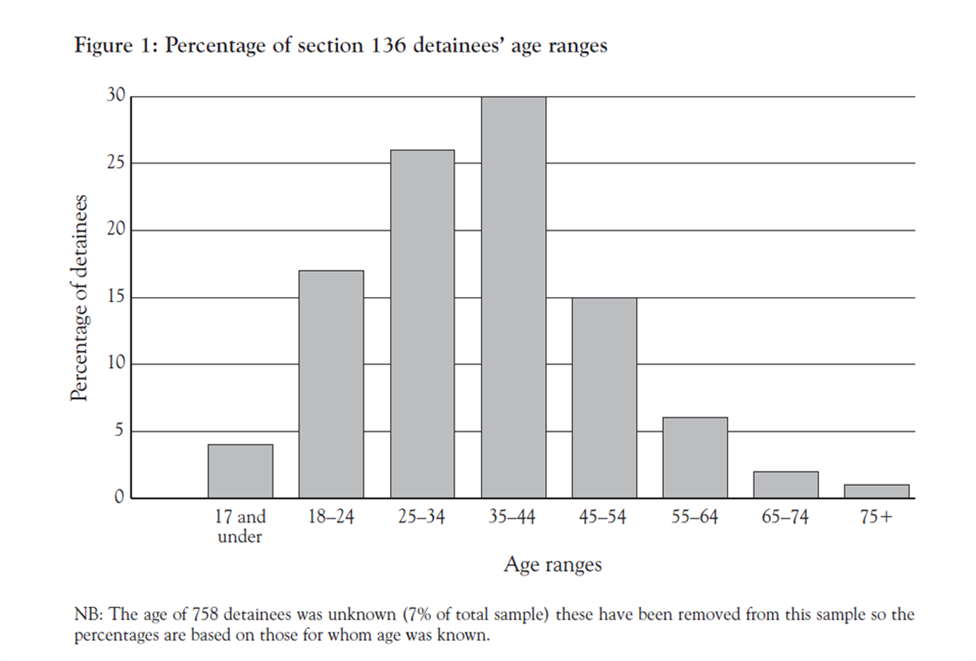 Figure 1: Percentage of section 136 detainees’ age ranges
30
25
20
15
10
5
0
Percentage of detainees
17 and
under
18–24
25–34
35–44
45–54
55–64
65–74
75+
Age ranges
NB: The age of 758 detainees was unknown (7% of total sample) these have been removed from this sample so the
percentages are based on those for whom age was known.